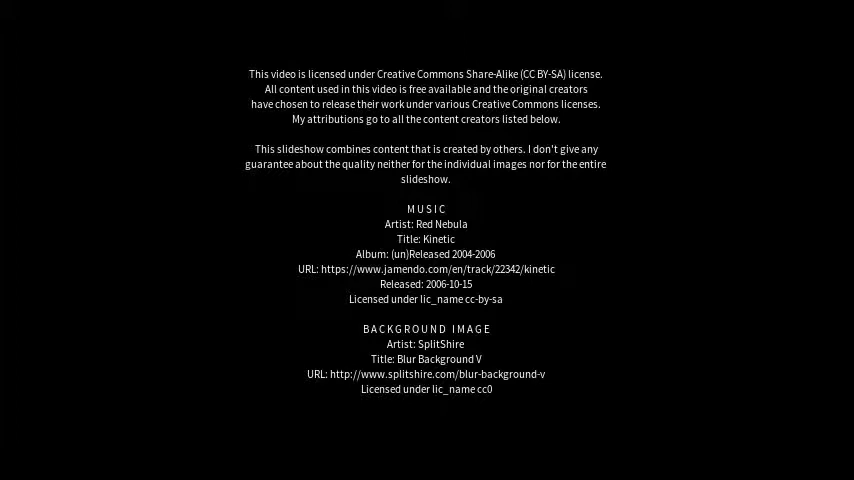 This video is licensed under Creative Commons Share-Alike (CC BY-SA) license.
All content used in this video is free available and the original creators
have chosen to release their work under various Creative Commons licenses.
My attributions go to all the content creators listed below.
This slideshow combines content that is created by others. I don't give any
guarantee about the quality neither for the individual images nor for the entire
slideshow.
MUSIC
Artist: Red Nebula
Title: Kinetic
Album: (un)Released 2004-2006
URL: https://www.jamendo.com/en/track/22342/kinetic
Released: 2006-10-15
Licensed under lic_name cc-by-sa
BACKGROUND IMAGE
Artist: SplitShire
Title: Blur Background V
URL: http://www.splitshire.com/blur-background-v
Licensed under lic_name cc0